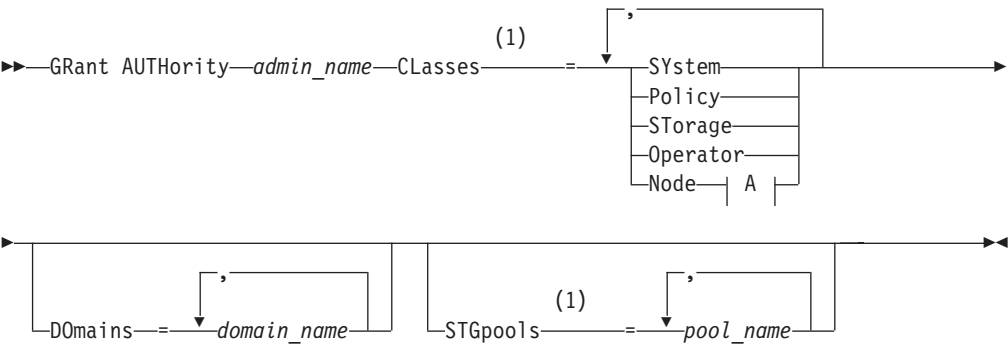 ,
(1)
GRant AUTHority admin_name CLasses = SYstem
Policy
STorage
Operator
Node A
, ,
(1)
DOmains = domain_name STGpools = pool_name